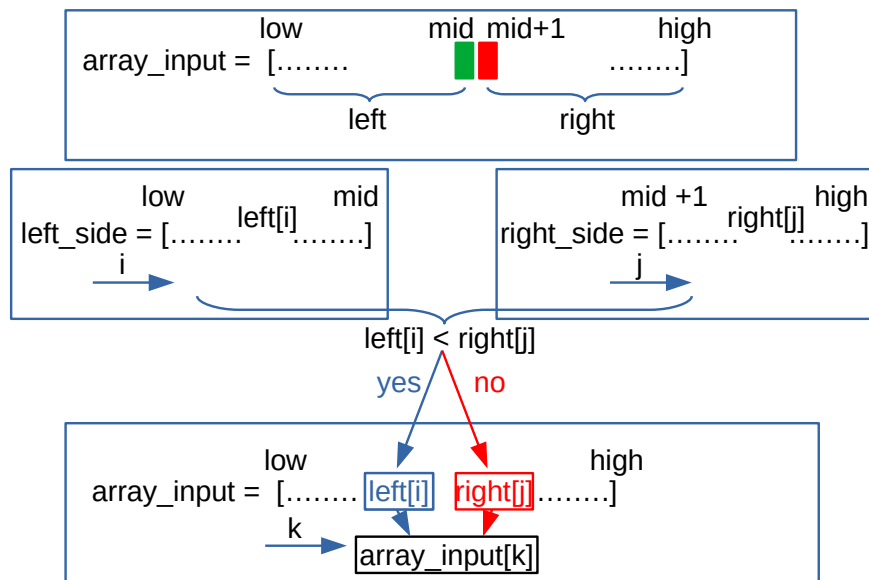 low mid mid+1 high
array_input = [........ ........]
left right
low mid
left_side = [........ left[i] ........]
i
mid +1 high
right_side = [........ right[j] ........]
j
left[i] < right[j]
yes no
low high
array_input = [........ left[i] right[j] ........]
k
array_input[k]